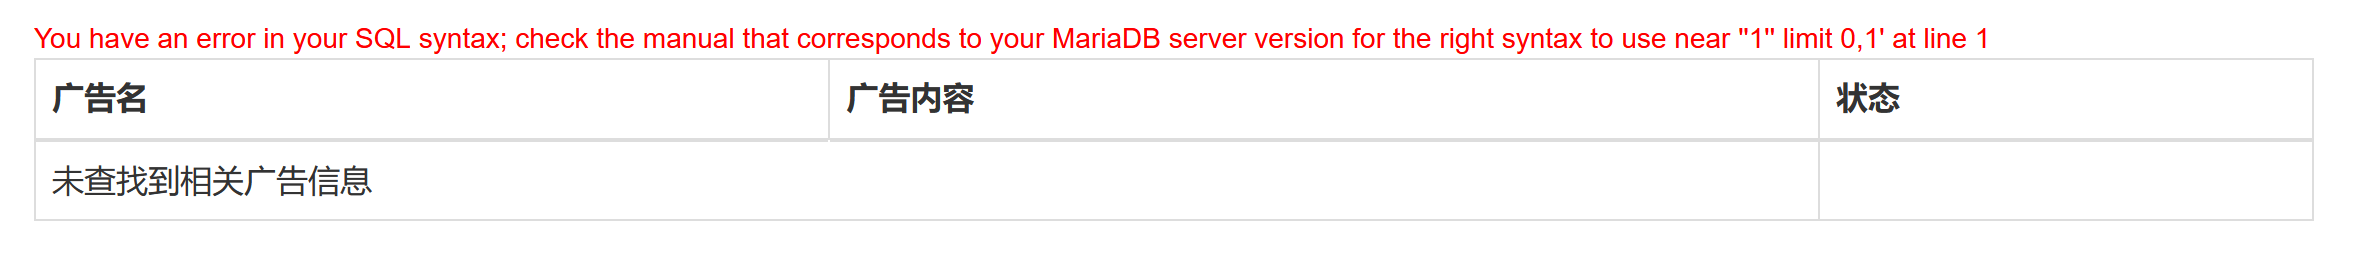 You have an error in your SQL syntax; check the manual that corresponds to your MariaDB server version for the right syntax to use near ''1'' limit 0,1' at line 1
广告名 广告内容 状态
未查找到相关广告信息